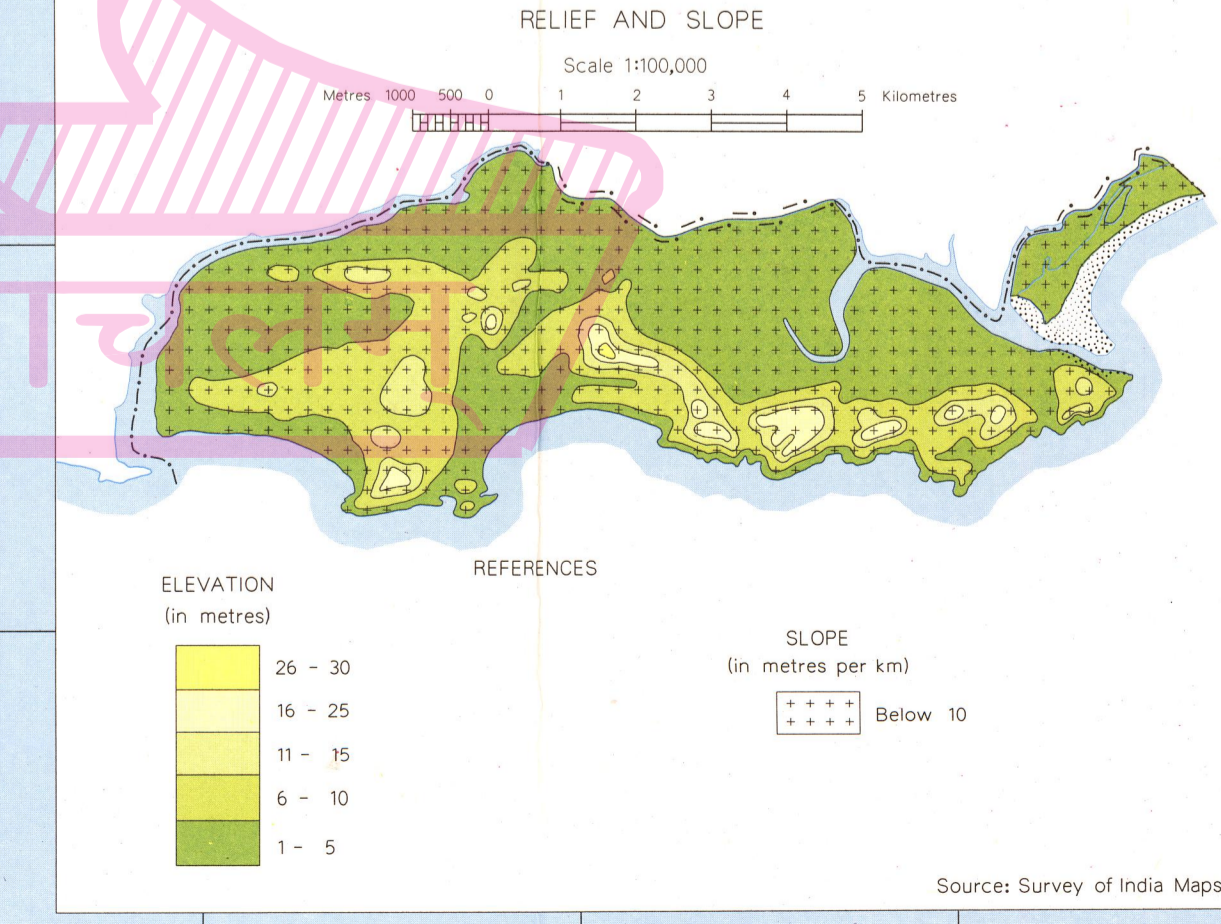 RELIEF AND SLOPE
Scale 1:100,000
Metres 1000 500 0 1 2 3 4 5 Kilometres
REFERENCES
ELEVATION
(in metres)
26 - 30
16 - 25
11 - 15
6 - 10
1 - 5
SLOPE
(in metres per km)
Below 10
Source: Survey of India Maps